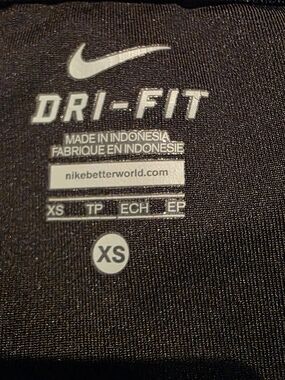 DRI-FIT
MADE IN INDONESIA
FABRIQUE EN INDONESIE
nikebetterworld.com
XS TP ECH EP
XS